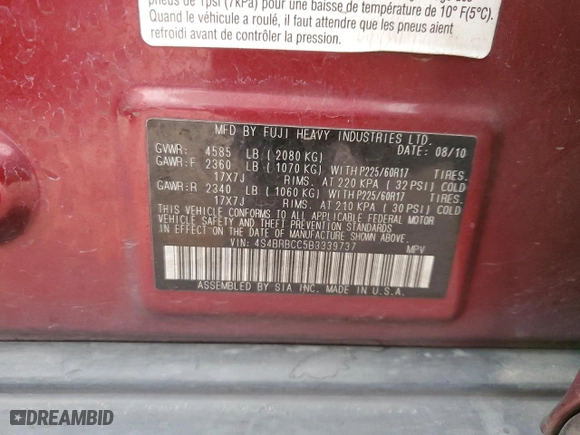 pneus de 1psi (7kPa) pour une baisse de température de 10° F(5°C).
Quand le véhicule a roulé, il faut attendre que les pneus aient
refroidi avant de contrôler la pression.
MFD BY FUJI HEAVY INDUSTRIES LTD.
GVWR: 4585 LB ( 2080 KG) DATE: 08/10
GAWR:F 2360 LB ( 1070 KG) WITH P225/60R17 TIRES.
17X7J RIMS. AT 220 KPA ( 32 PSI) COLD
GAWR:R 2340 LB ( 1060 KG) WITH P225/60R17 TIRES.
17X7J RIMS. AT 210 KPA ( 30 PSI) COLD
THIS VEHICLE CONFORMS TO ALL APPLICABLE FEDERAL MOTOR
VEHICLE SAFETY AND THEFT PREVENTION STANDARDS
IN EFFECT ON THE DATE OF MANUFACTURE SHOWN ABOVE.
VIN: 4S4BRBCC5B3339737 MPV
ASSEMBLED BY SIA INC. MADE IN U.S.A.
DREAMBID